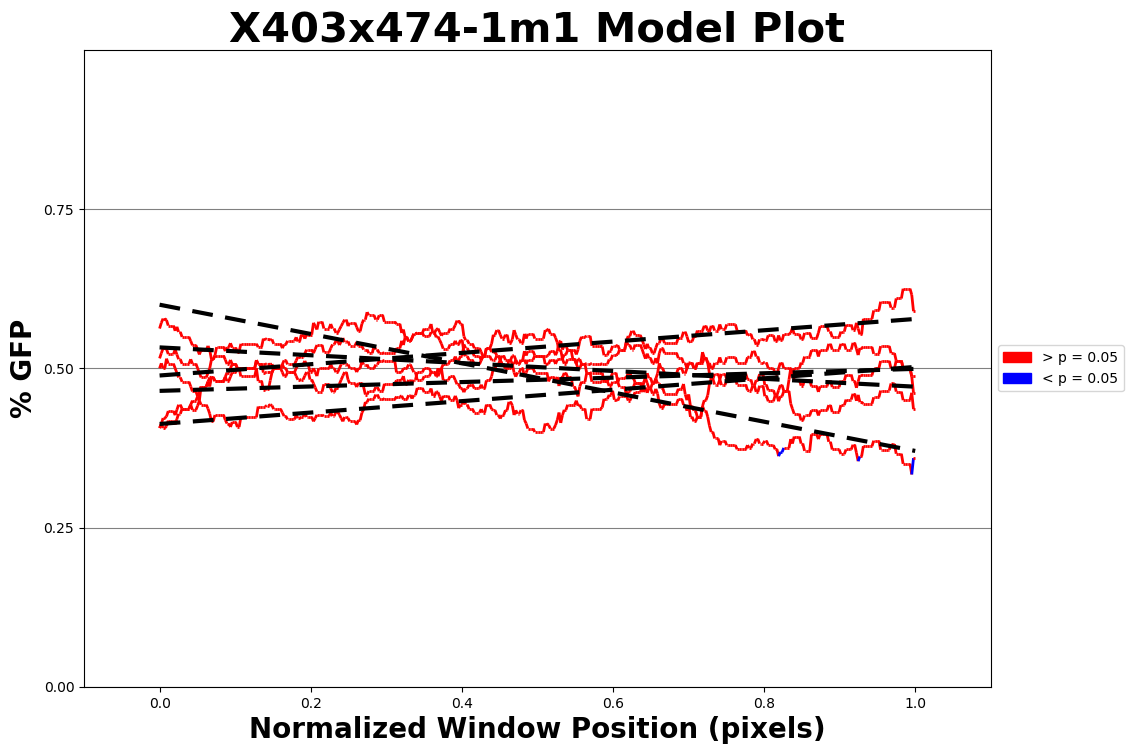 X403x474-1m1 Model Plot
% GFP
0.75
0.50
0.25
0.00
0.0 0.2 0.4 0.6 0.8 1.0
Normalized Window Position (pixels)
> p = 0.05
< p = 0.05